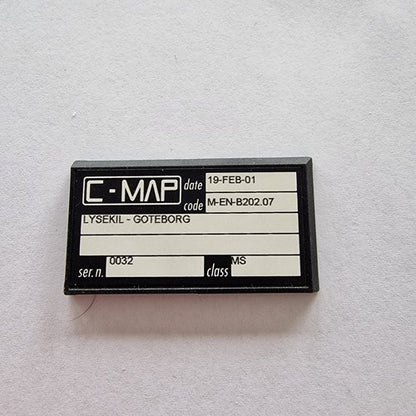 C-MAP date 19-FEB-01
code M-EN-B202.07
LYSEKIL - GOTEBORG
ser. n. 0032 class MS